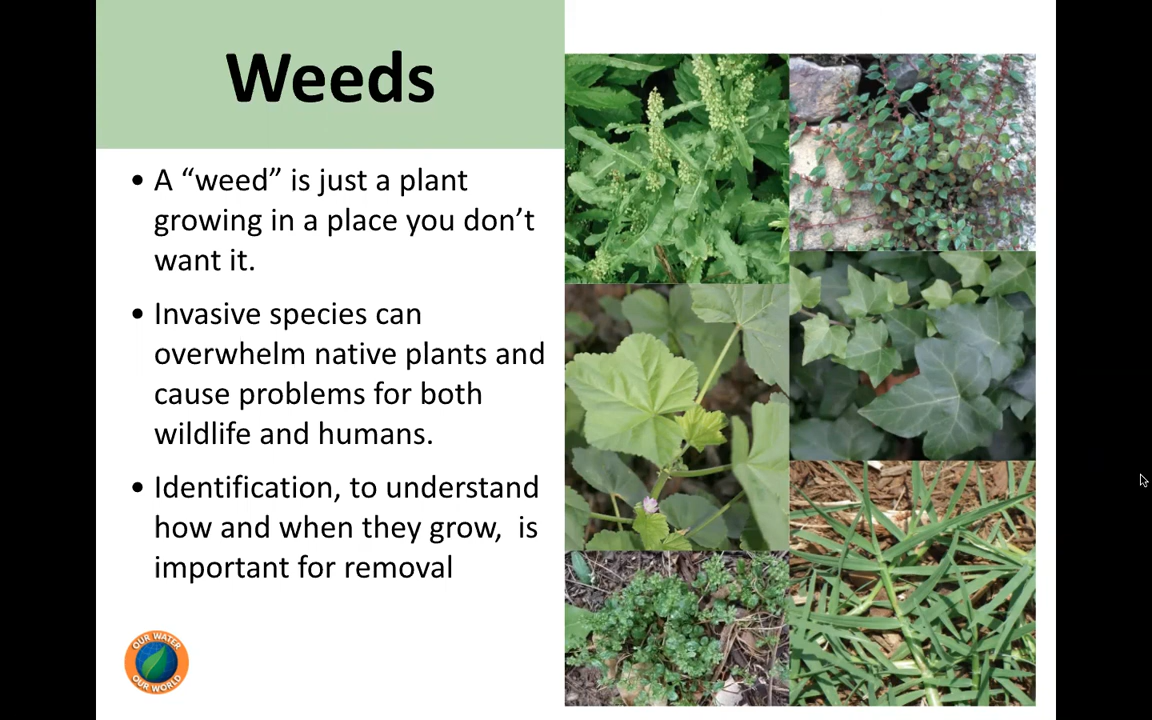 Weeds
• A “weed” is just a plant
growing in a place you don’t
want it.
• Invasive species can
overwhelm native plants and
cause problems for both
wildlife and humans.
• Identification, to understand
how and when they grow,  is
important for removal
OUR WATER
OUR WORLD